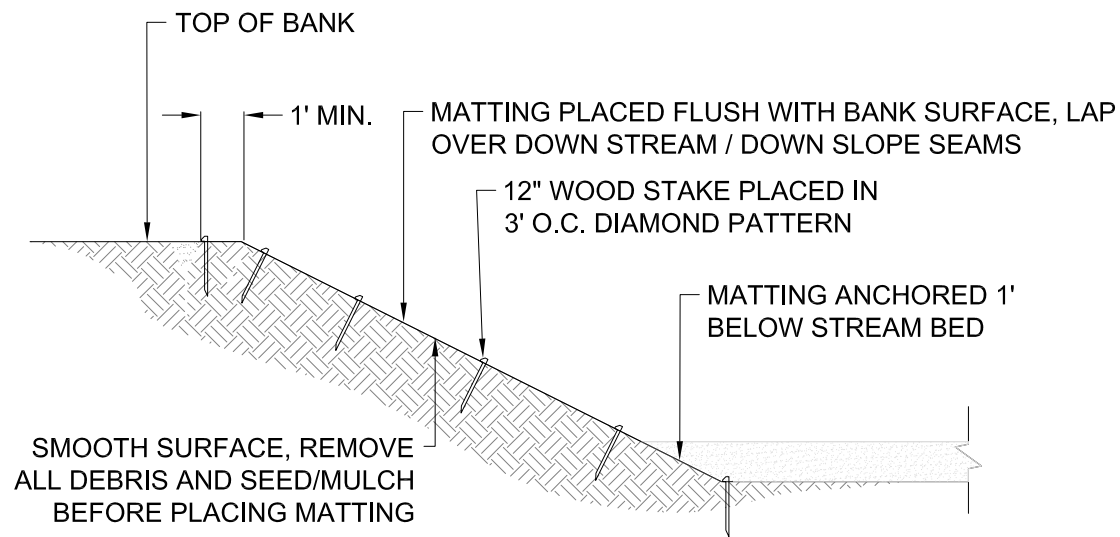 TOP OF BANK
1' MIN.
MATTING PLACED FLUSH WITH BANK SURFACE, LAP
OVER DOWN STREAM / DOWN SLOPE SEAMS
12" WOOD STAKE PLACED IN
3' O.C. DIAMOND PATTERN
MATTING ANCHORED 1'
BELOW STREAM BED
SMOOTH SURFACE, REMOVE
ALL DEBRIS AND SEED/MULCH
BEFORE PLACING MATTING